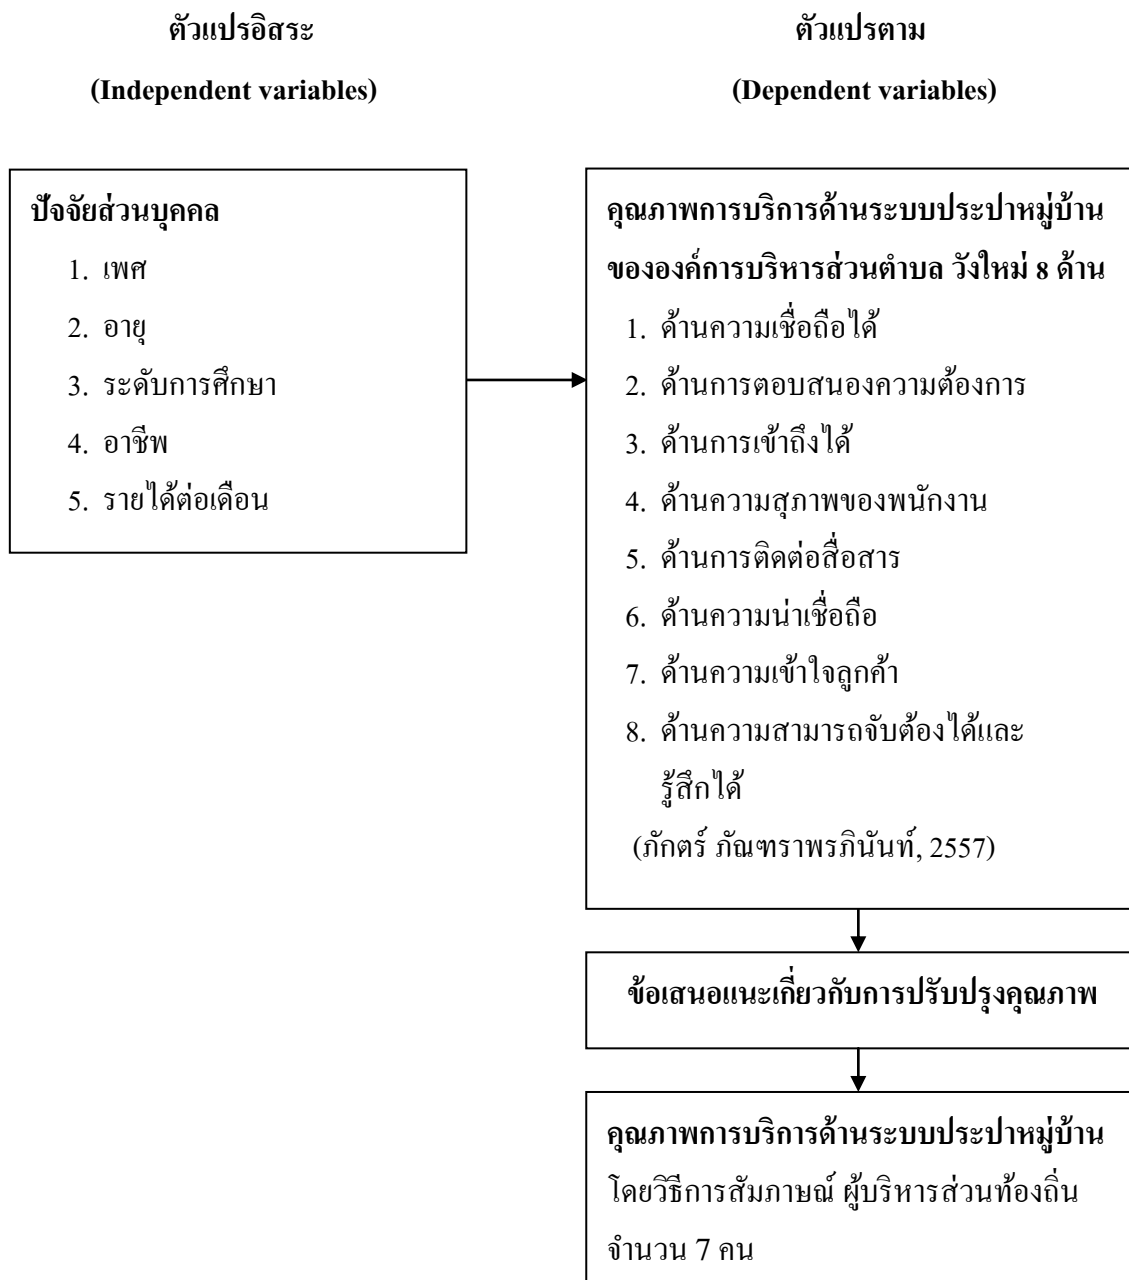 ตัวแปรอิสระ
(Independent variables)
ตัวแปรตาม
(Dependent variables)
ปัจจัยส่วนบุคคล
1. เพศ
2. อายุ
3. ระดับการศึกษา
4. อาชีพ
5. รายได้ต่อเดือน
คุณภาพการบริการด้านระบบประปาหมู่บ้าน
ขององค์การบริหารส่วนตำบล วังใหม่ 8 ด้าน
1. ด้านความเชื่อถือได้
2. ด้านการตอบสนองความต้องการ
3. ด้านการเข้าถึงได้
4. ด้านความสุภาพของพนักงาน
5. ด้านการติดต่อสื่อสาร
6. ด้านความน่าเชื่อถือ
7. ด้านความเข้าใจลูกค้า
8. ด้านความสามารถจับต้องได้และ
รู้สึกได้
(ภักตร์ ภัณฑราพรภินันท์, 2557)
ข้อเสนอแนะเกี่ยวกับการปรับปรุงคุณภาพ
คุณภาพการบริการด้านระบบประปาหมู่บ้าน
โดยวิธีการสัมภาษณ์ ผู้บริหารส่วนท้องถิ่น
จำนวน 7 คน